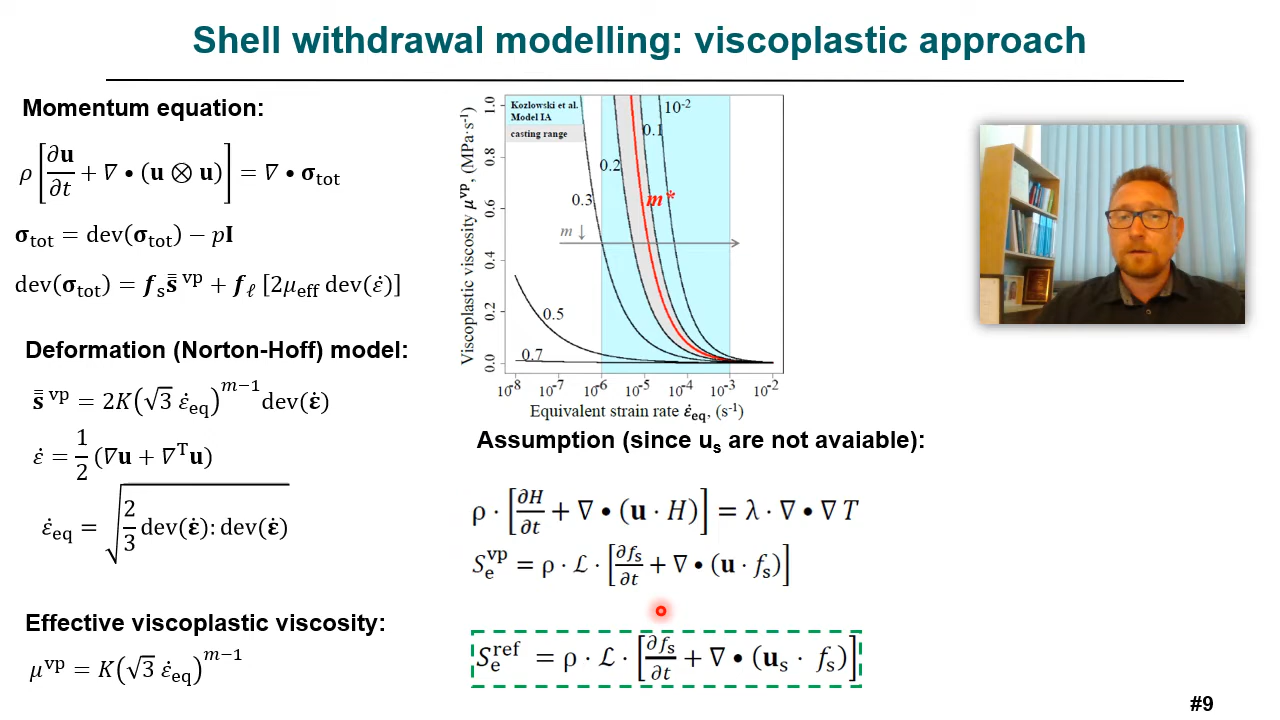 Shell withdrawal modelling: viscoplastic approach
Momentum equation:
ρ[∂u/∂t + ∇•(u ⊗ u)] = ∇•σ_tot
σ_tot = dev(σ_tot) − pI
dev(σ_tot) = f_s s̿ ^vp + f_ℓ [2μ_eff dev(ε̇)]
Deformation (Norton-Hoff) model:
s̿ ^vp = 2K(√3 ε̇_eq)^(m−1) dev(ε̇)
ε̇ = 1/2 (∇u + ∇^T u)
ε̇_eq = √(2/3 dev(ε̇): dev(ε̇))
Effective viscoplastic viscosity:
μ^vp = K(√3 ε̇_eq)^(m−1)
Kozlowski et al.
Model IA
casting range
10^-2
0.1
0.2
0.3
m*
m ↓
0.5
0.7
Viscoplastic viscosity μ^vp, (MPa·s^-1)
1.0
0.8
0.6
0.4
0.2
0.0
10^-8 10^-7 10^-6 10^-5 10^-4 10^-3 10^-2
Equivalent strain rate ε̇_eq, (s^-1)
Assumption (since u_s are not avaiable):
ρ · [∂H/∂t + ∇ • (u · H)] = λ · ∇ • ∇ T
S_e^vp = ρ · ℒ · [∂f_s/∂t + ∇ • (u · f_s)]
S_e^ref = ρ · ℒ · [∂f_s/∂t + ∇ • (u_s · f_s)]
#9